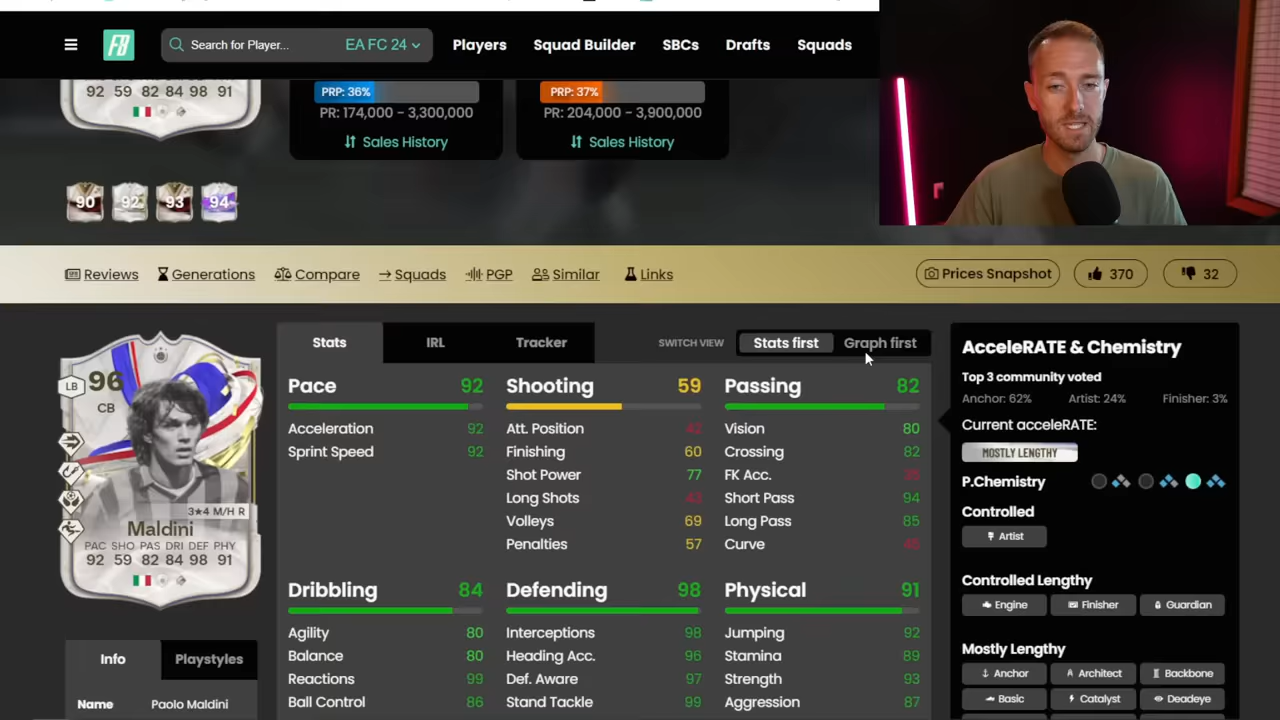 FB
Search for Player...
EA FC 24
Players
Squad Builder
SBCs
Drafts
Squads
92 59 82 84 98 91
PRP: 36%
PR: 174,000 - 3,300,000
Sales History
PRP: 37%
PR: 204,000 - 3,900,000
Sales History
90
92
93
94
Reviews
Generations
Compare
Squads
PGP
Similar
Links
Prices Snapshot
370
32
LB
96
CB
3★4 M/H R
Maldini
PAC SHO PAS DRI DEF PHY
92 59 82 84 98 91
Info
Playstyles
Name Paolo Maldini
Stats
IRL
Tracker
SWITCH VIEW
Stats first
Graph first
Pace 92
Acceleration 92
Sprint Speed 92
Shooting 59
Att. Position 42
Finishing 60
Shot Power 77
Long Shots 43
Volleys 69
Penalties 57
Passing 82
Vision 80
Crossing 82
FK Acc.
Short Pass 94
Long Pass 85
Curve
Dribbling 84
Agility 80
Balance 80
Reactions 99
Ball Control 86
Defending 98
Interceptions 98
Heading Acc. 96
Def. Aware 97
Stand Tackle 99
Physical 91
Jumping 92
Stamina 89
Strength 93
Aggression 87
AcceleRATE & Chemistry
Top 3 community voted
Anchor: 62% Artist: 24% Finisher: 3%
Current acceleRATE:
MOSTLY LENGTHY
P.Chemistry
Controlled
Artist
Controlled Lengthy
Engine
Finisher
Guardian
Mostly Lengthy
Anchor
Architect
Backbone
Basic
Catalyst
Deadeye